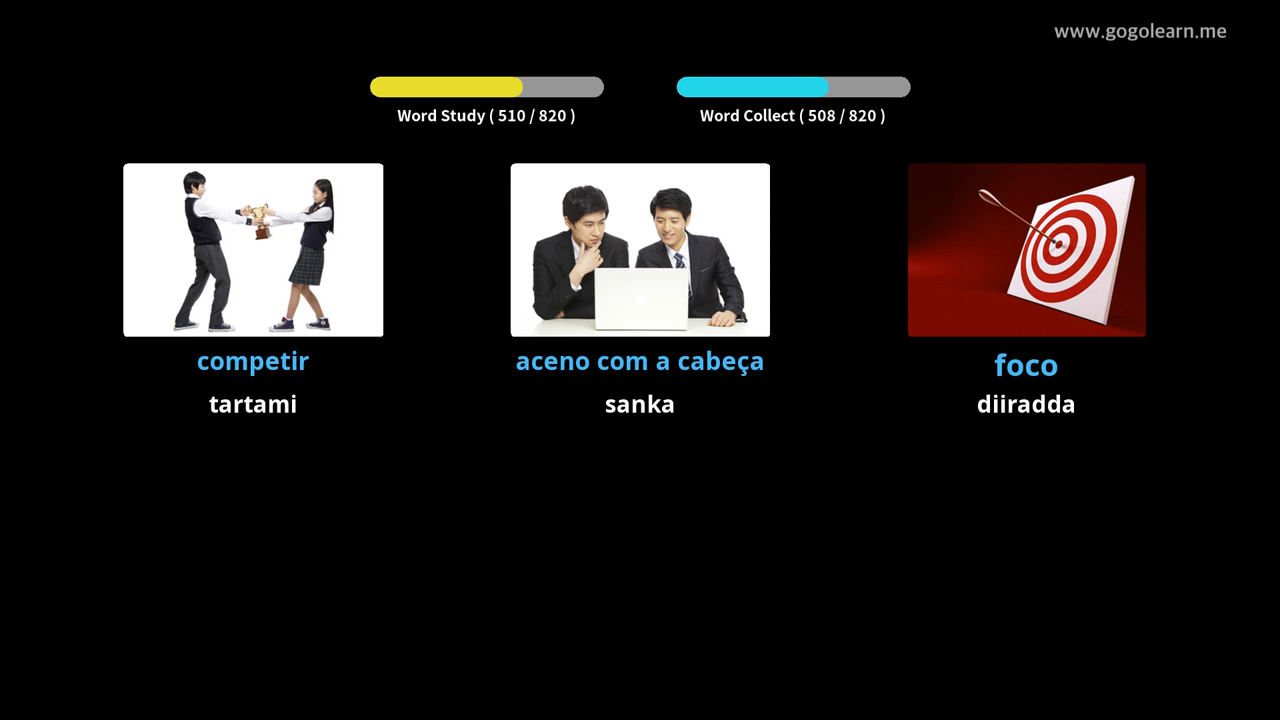 www.gogolearn.me
Word Study ( 510 / 820 )
Word Collect ( 508 / 820 )
competir
aceno com a cabeça
foco
tartami
sanka
diiradda